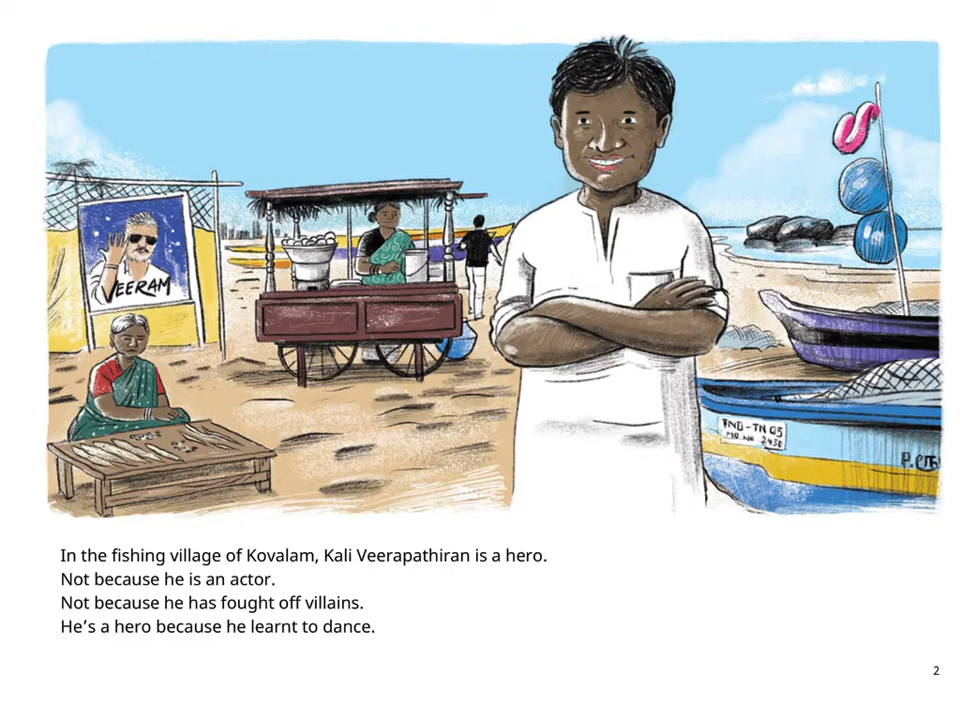 VEERAM
IND-TN 05
MO.NO 2450
In the fishing village of Kovalam, Kali Veerapathiran is a hero.
Not because he is an actor.
Not because he has fought off villains.
He’s a hero because he learnt to dance.
2